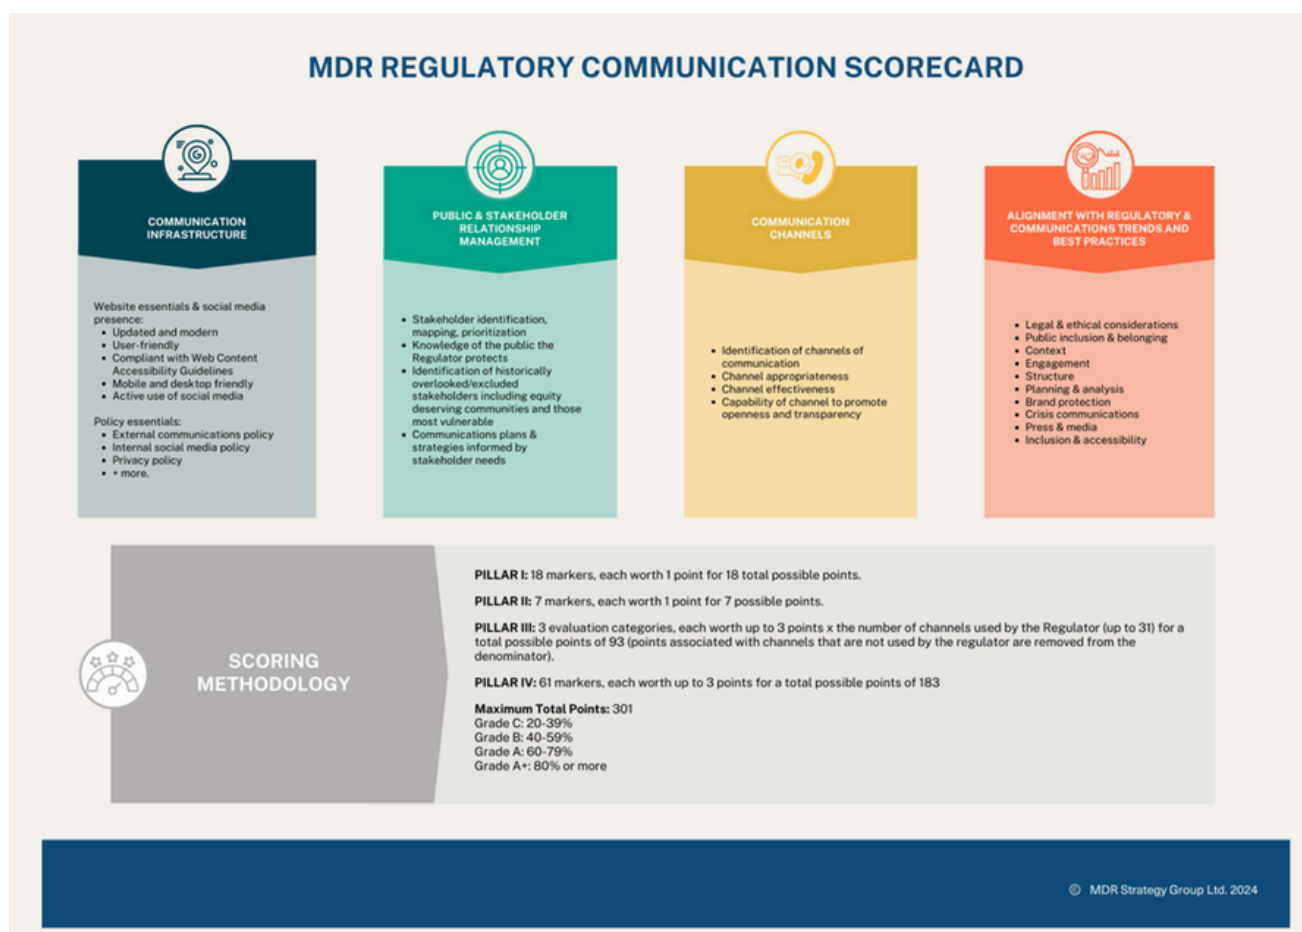 MDR REGULATORY COMMUNICATION SCORECARD
COMMUNICATION
INFRASTRUCTURE
Website essentials & social media
presence:
• Updated and modern
• User-friendly
• Compliant with Web Content
Accessibility Guidelines
• Mobile and desktop friendly
• Active use of social media
Policy essentials:
• External communications policy
• Internal social media policy
• Privacy policy
• + more.
PUBLIC & STAKEHOLDER
RELATIONSHIP
MANAGEMENT
• Stakeholder identification,
mapping, prioritization
• Knowledge of the public the
Regulator protects
• Identification of historically
overlooked/excluded
stakeholders including equity
deserving communities and those
most vulnerable
• Communications plans &
strategies informed by
stakeholder needs
COMMUNICATION
CHANNELS
• Identification of channels of
communication
• Channel appropriateness
• Channel effectiveness
• Capability of channel to promote
openness and transparency
ALIGNMENT WITH REGULATORY &
COMMUNICATIONS TRENDS AND
BEST PRACTICES
• Legal & ethical considerations
• Public inclusion & belonging
• Context
• Engagement
• Structure
• Planning & analysis
• Brand protection
• Crisis communications
• Press & media
• Inclusion & accessibility
SCORING
METHODOLOGY
PILLAR I: 18 markers, each worth 1 point for 18 total possible points.
PILLAR II: 7 markers, each worth 1 point for 7 possible points.
PILLAR III: 3 evaluation categories, each worth up to 3 points x the number of channels used by the Regulator (up to 31) for a
total possible points of 93 (points associated with channels that are not used by the regulator are removed from the
denominator).
PILLAR IV: 61 markers, each worth up to 3 points for a total possible points of 183
Maximum Total Points: 301
Grade C: 20-39%
Grade B: 40-59%
Grade A: 60-79%
Grade A+: 80% or more
© MDR Strategy Group Ltd. 2024